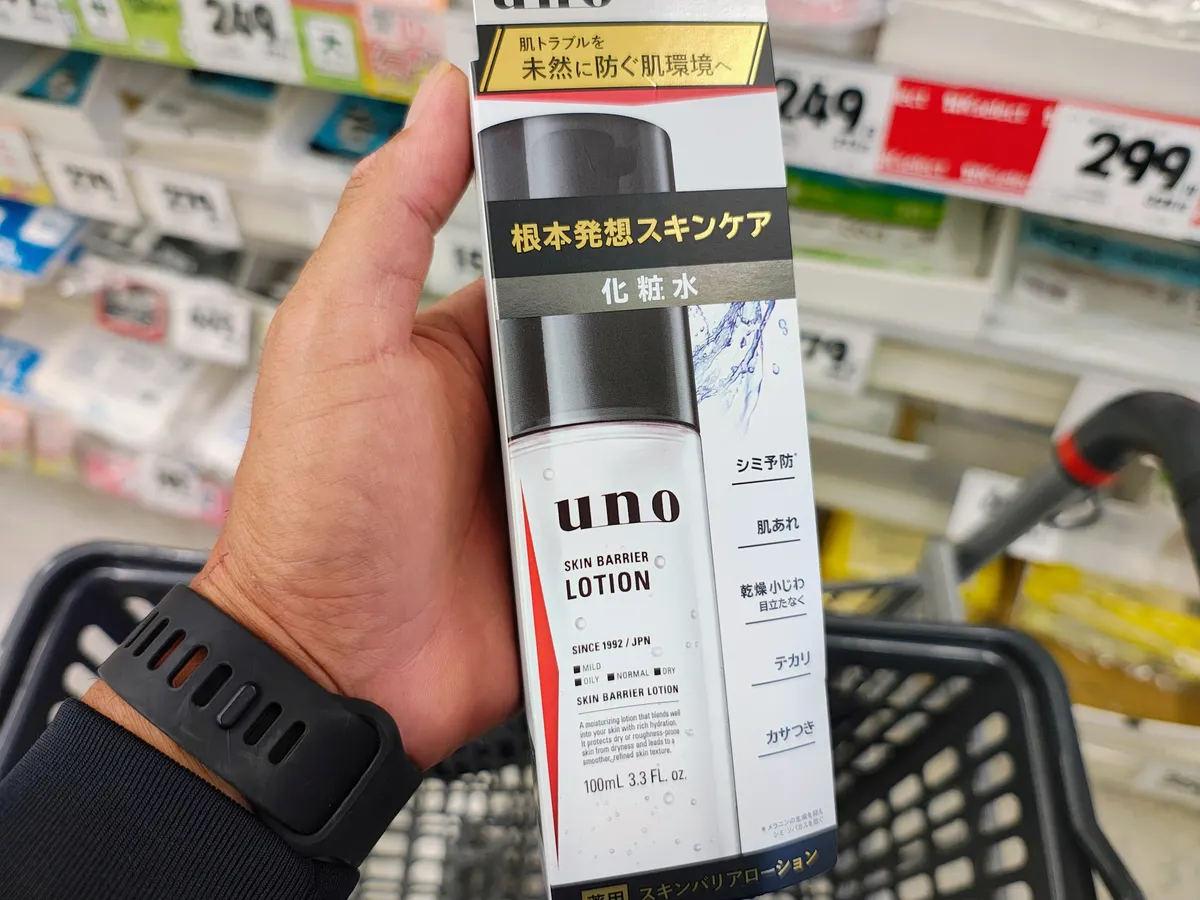 uno
肌トラブルを
未然に防ぐ肌環境へ
根本発想スキンケア
化粧水
シミ予防*
肌あれ
乾燥小じわ
目立たなく
テカリ
カサつき
uno
SKIN BARRIER
LOTION
SINCE 1992 / JPN
MILD
OILY NORMAL DRY
SKIN BARRIER LOTION
A moisturizing lotion that blends well
into your skin with rich hydration.
It protects dry or roughness-prone
skin from dryness and leads to a
smoother, refined skin texture.
100mL 3.3 FL. oz.
薬用 スキンバリアローション
249
249
299
279
279
79